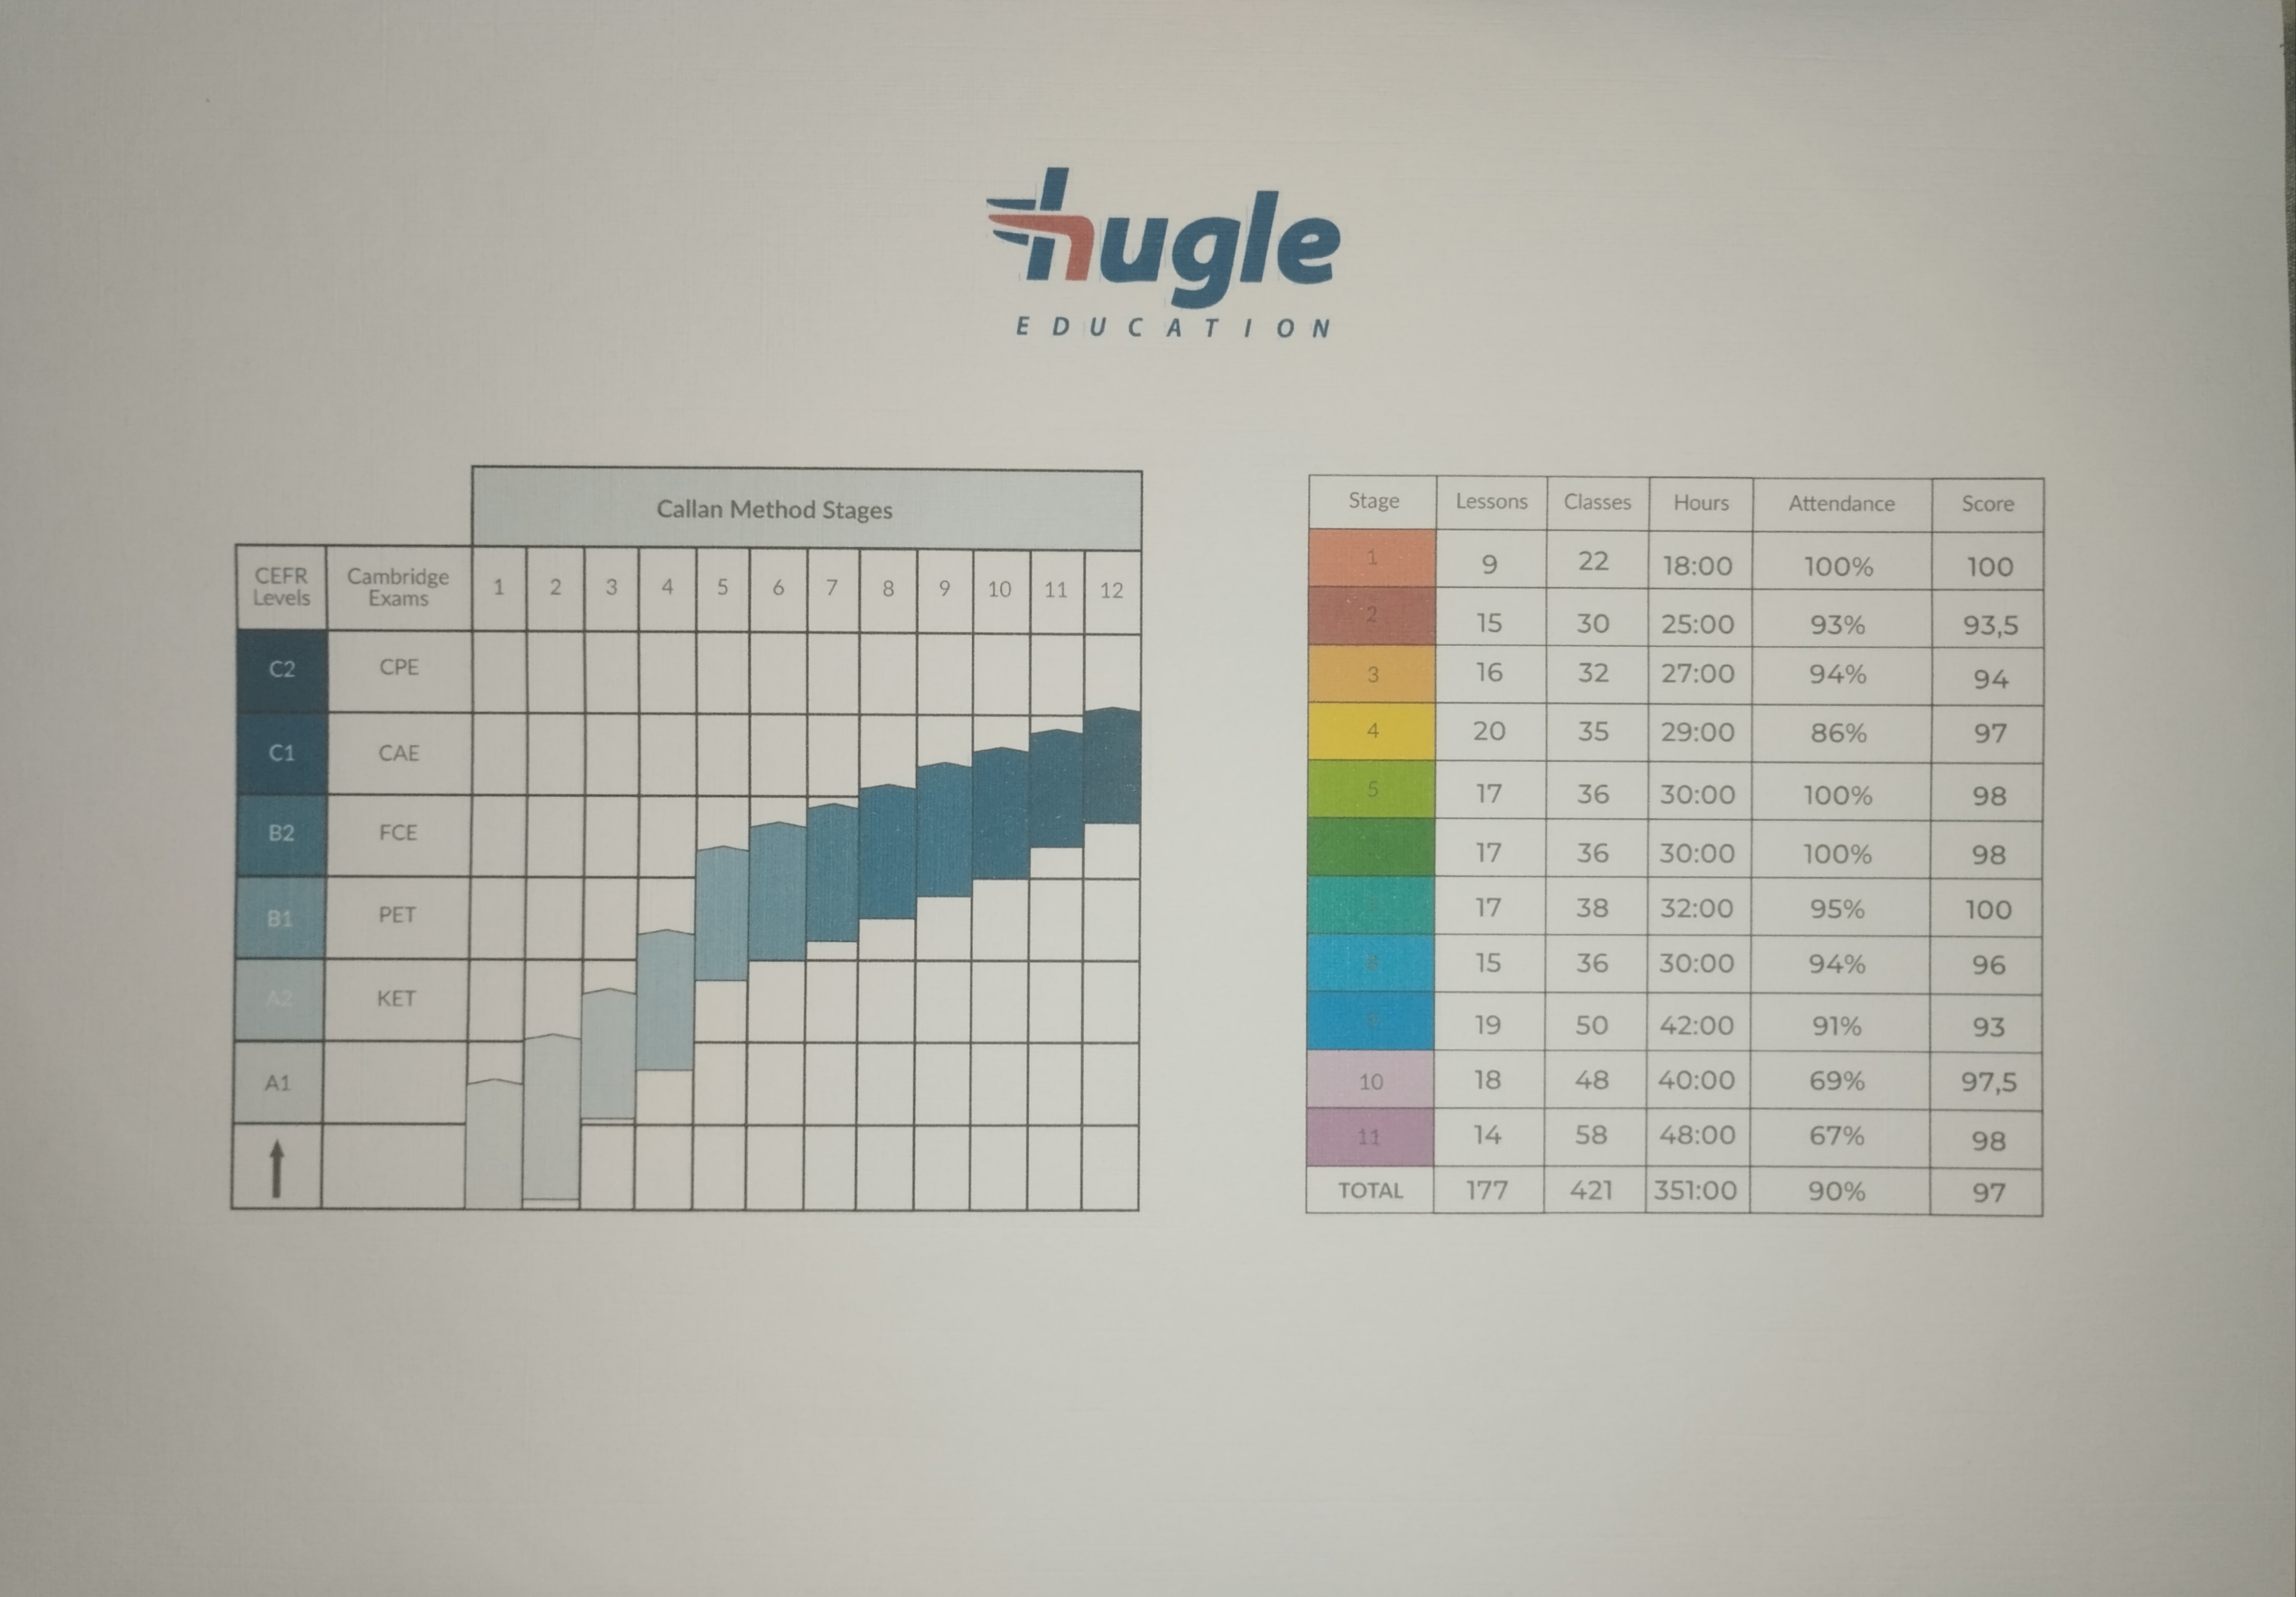 hugle
EDUCATION
Callan Method Stages
CEFR Levels Cambridge Exams 1 2 3 4 5 6 7 8 9 10 11 12
C2 CPE
C1 CAE
B2 FCE
B1 PET
A2 KET
A1
Stage Lessons Classes Hours Attendance Score
1 9 22 18:00 100% 100
2 15 30 25:00 93% 93,5
3 16 32 27:00 94% 94
4 20 35 29:00 86% 97
5 17 36 30:00 100% 98
17 36 30:00 100% 98
17 38 32:00 95% 100
8 15 36 30:00 94% 96
9 19 50 42:00 91% 93
10 18 48 40:00 69% 97,5
11 14 58 48:00 67% 98
TOTAL 177 421 351:00 90% 97